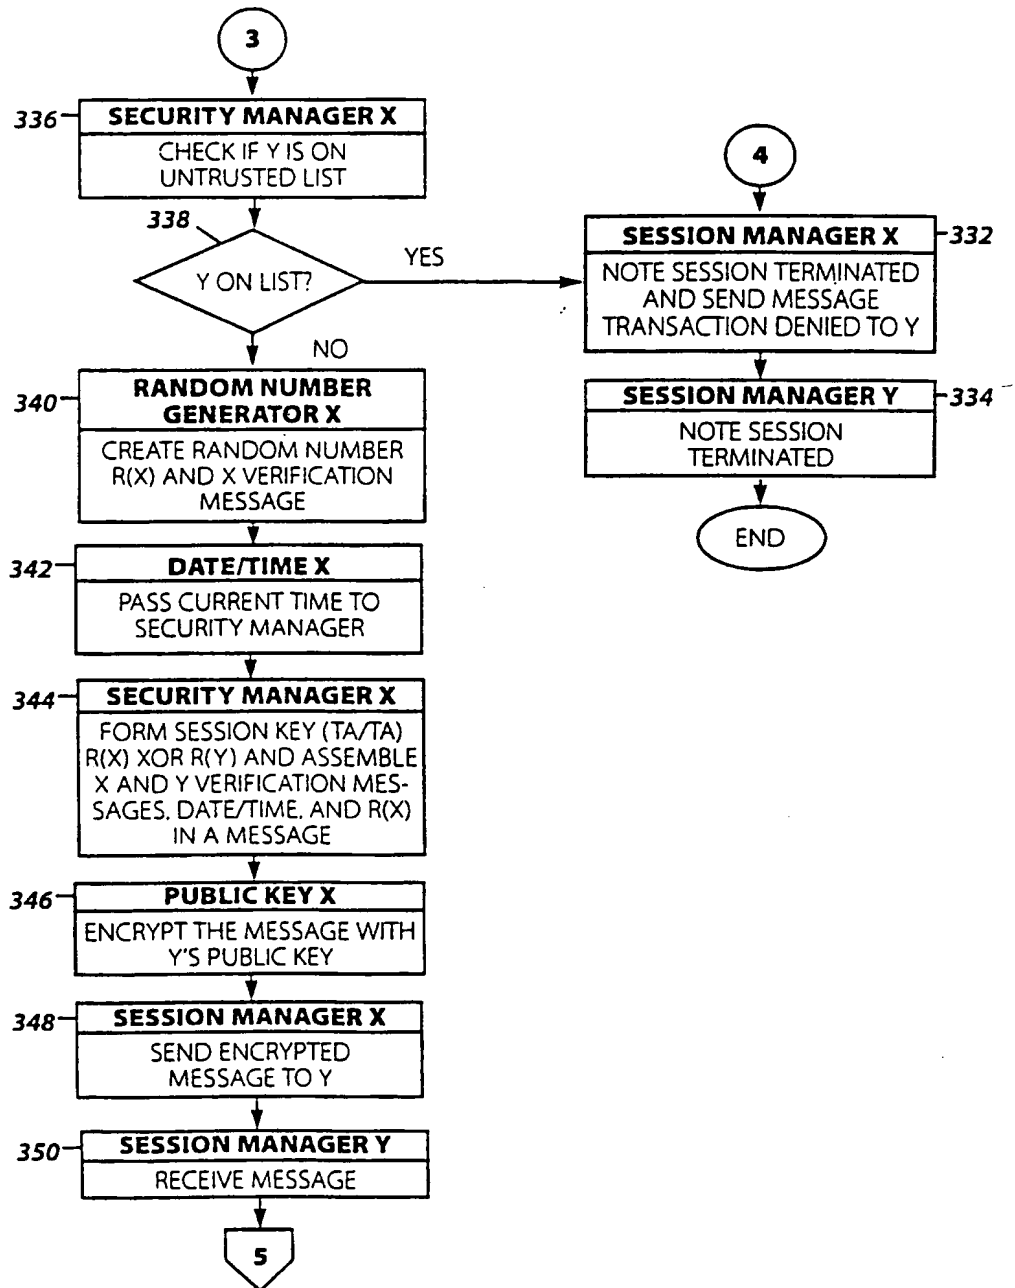 3
336
SECURITY MANAGER X
CHECK IF Y IS ON
UNTRUSTED LIST
338
Y ON LIST?
YES
NO
340
RANDOM NUMBER
GENERATOR X
CREATE RANDOM NUMBER
R(X) AND X VERIFICATION
MESSAGE
342
DATE/TIME X
PASS CURRENT TIME TO
SECURITY MANAGER
344
SECURITY MANAGER X
FORM SESSION KEY (TA/TA)
R(X) XOR R(Y) AND ASSEMBLE
X AND Y VERIFICATION MES-
SAGES, DATE/TIME, AND R(X)
IN A MESSAGE
346
PUBLIC KEY X
ENCRYPT THE MESSAGE WITH
Y'S PUBLIC KEY
348
SESSION MANAGER X
SEND ENCRYPTED
MESSAGE TO Y
350
SESSION MANAGER Y
RECEIVE MESSAGE
5
4
SESSION MANAGER X
332
NOTE SESSION TERMINATED
AND SEND MESSAGE
TRANSACTION DENIED TO Y
SESSION MANAGER Y
334
NOTE SESSION
TERMINATED
END